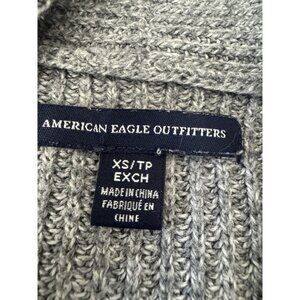 AMERICAN EAGLE OUTFITTERS
XS/TP
EXCH
MADE IN CHINA
FABRIQUÉ EN
CHINE